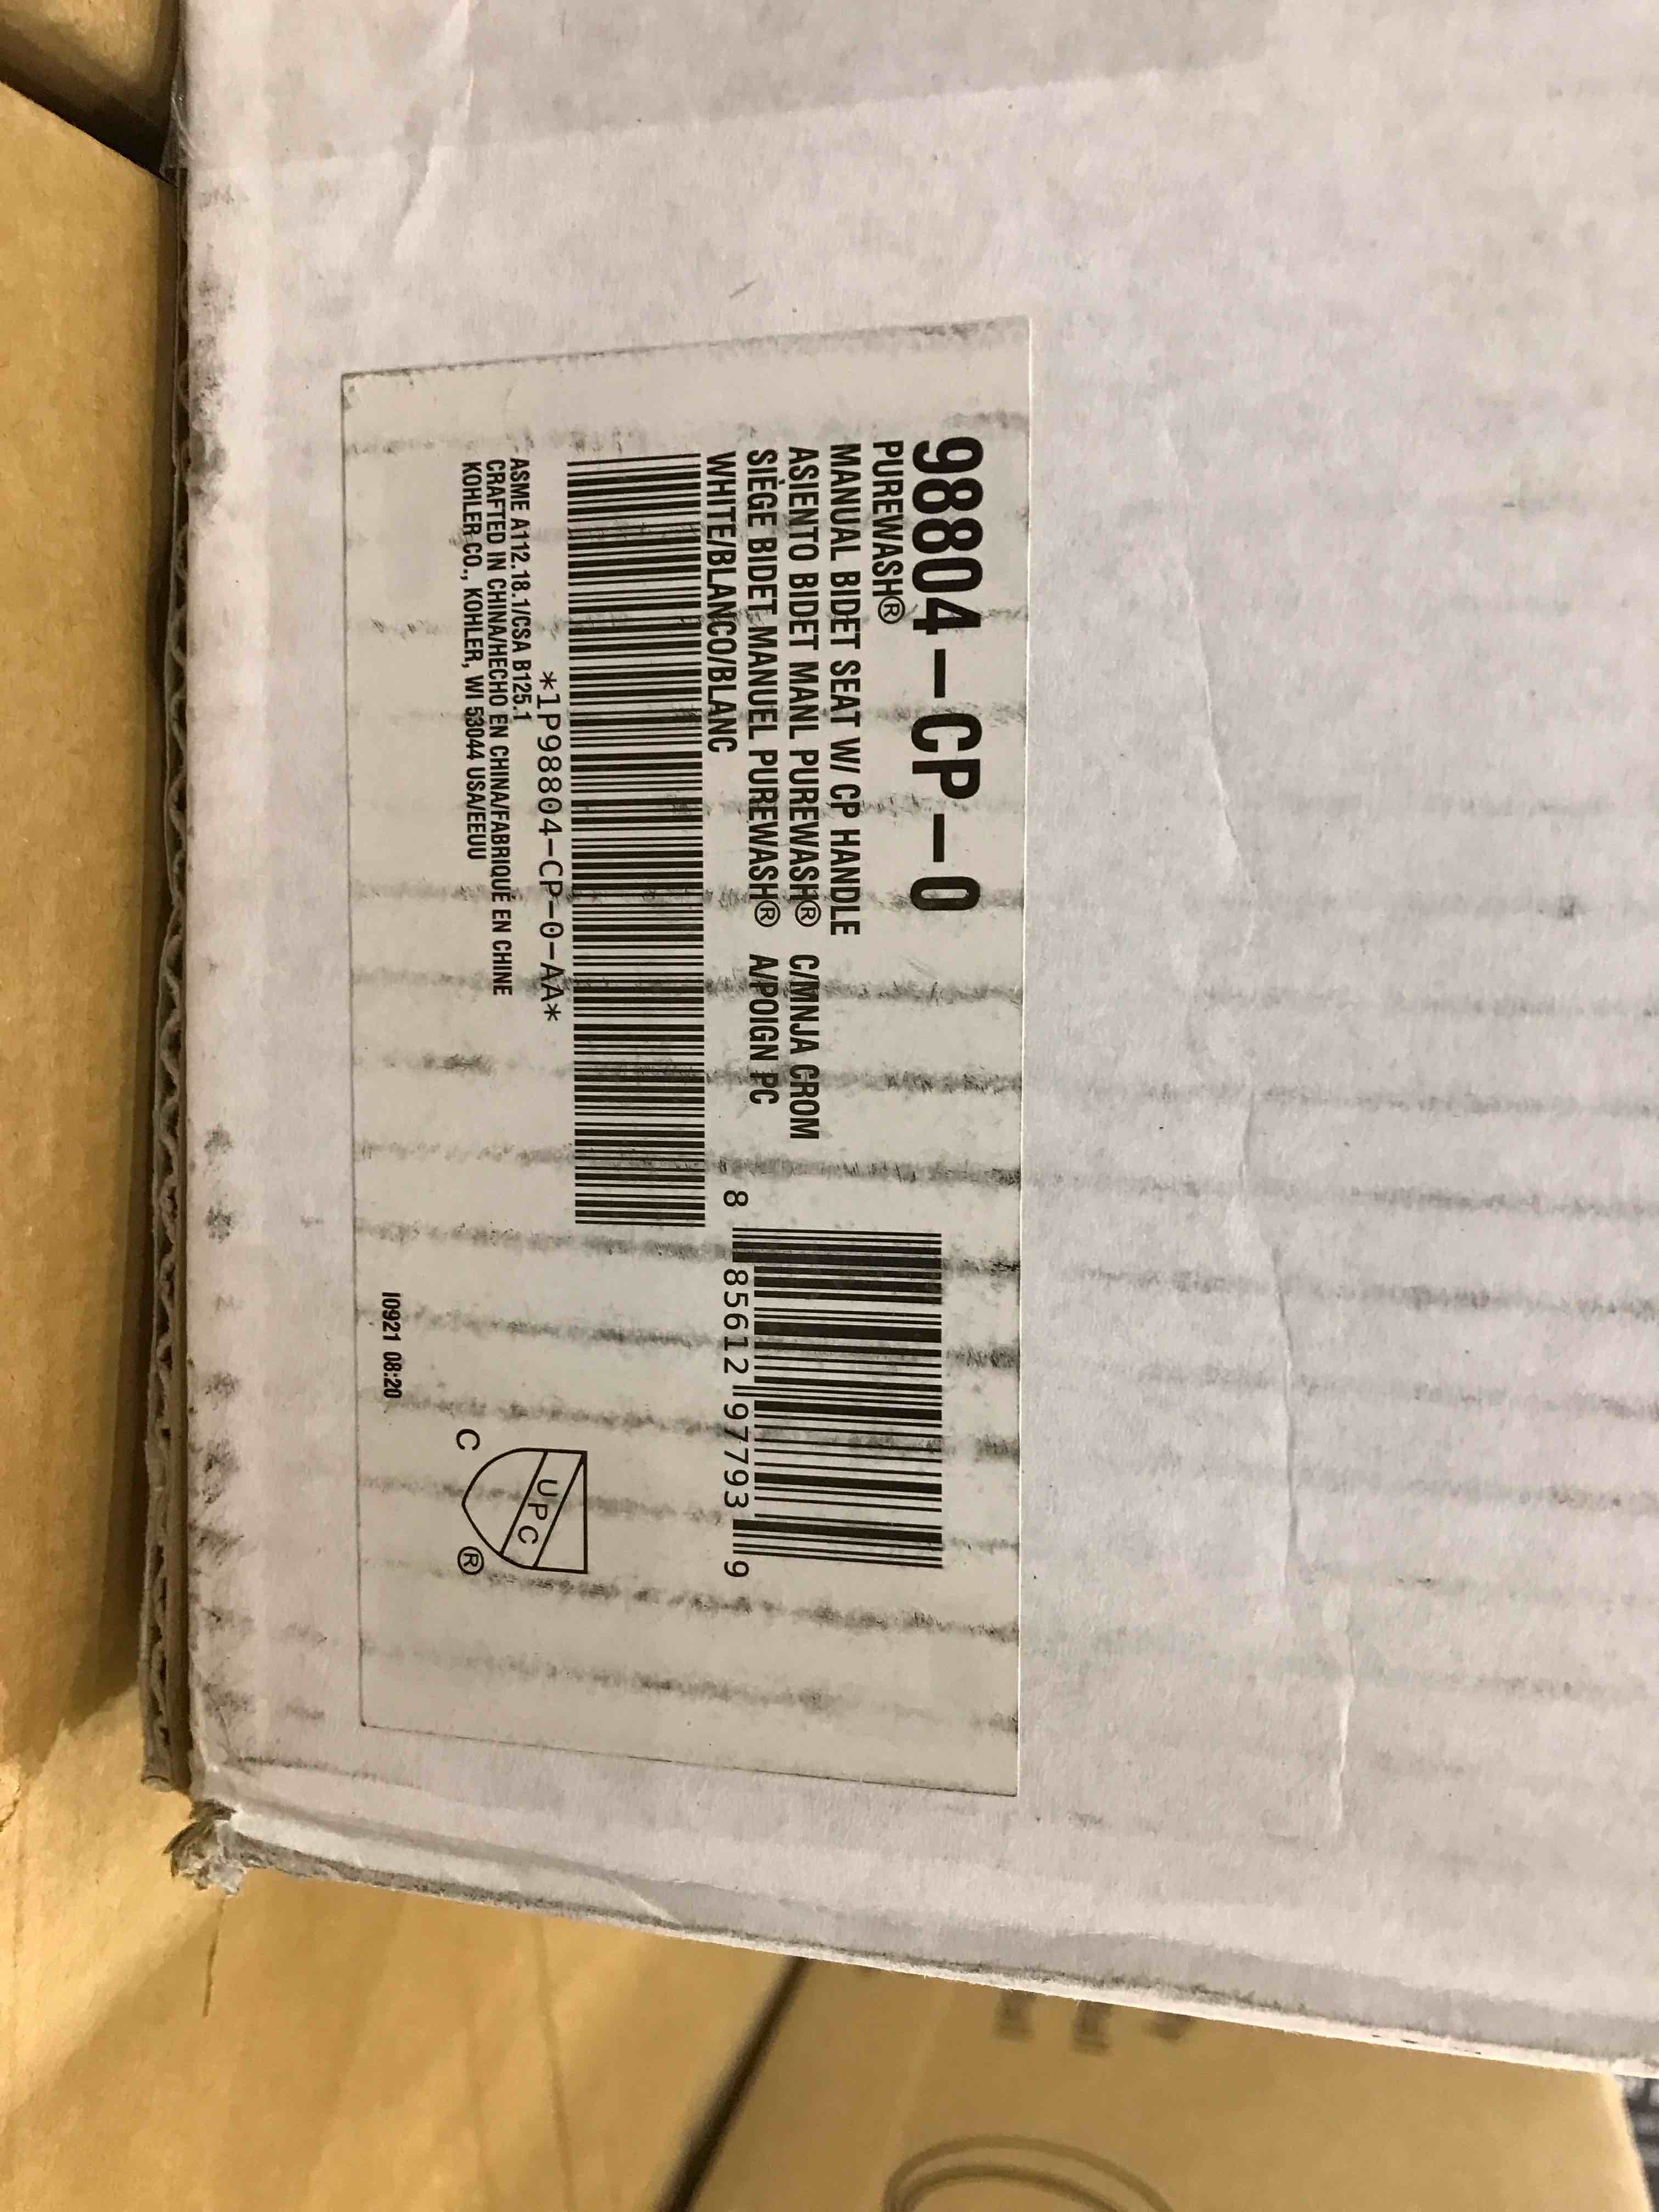 98804-CP-0
PUREWASH®
MANUAL BIDET SEAT W/ CP HANDLE
ASIENTO BIDET MANL PUREWASH® C/MNJA CROM
SIÈGE BIDET MANUEL PUREWASH® A/POIGN PC
WHITE/BLANCO/BLANC
8 85612 97793 9
*1P98804-CP-0-AA*
ASME A112.18.1/CSA B125.1
CRAFTED IN CHINA/HECHO EN CHINA/FABRIQUÉ EN CHINE
KOHLER CO., KOHLER, WI 53044 USA/EEUU
UPC
C ®
I0921 08:20